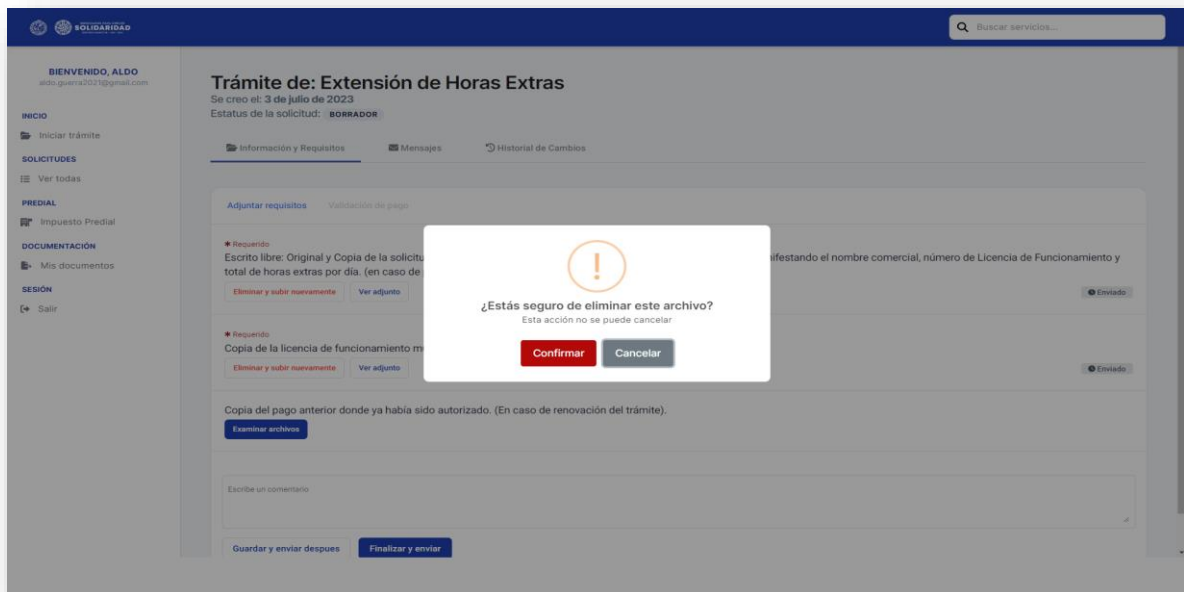 SOLIDARIDAD
Buscar servicios...
BIENVENIDO, ALDO
aldo.guerra2021@gmail.com
INICIO
Iniciar trámite
SOLICITUDES
Ver todas
PREDIAL
Impuesto Predial
DOCUMENTACIÓN
Mis documentos
SESIÓN
Salir
Trámite de: Extensión de Horas Extras
Se creo el: 3 de julio de 2023
Estatus de la solicitud: BORRADOR
Información y Requisitos Mensajes Historial de Cambios
Adjuntar requisitos Validación de pago
* Requerido
Escrito libre: Original y Copia de la solicitu ifestando el nombre comercial, número de Licencia de Funcionamiento y
total de horas extras por día. (en caso de
Eliminar y subir nuevamente Ver adjunto Enviado
* Requerido
Copia de la licencia de funcionamiento m
Eliminar y subir nuevamente Ver adjunto Enviado
Copia del pago anterior donde ya había sido autorizado. (En caso de renovación del trámite).
Examinar archivos
Escribe un comentario
Guardar y enviar despues Finalizar y enviar
!
¿Estás seguro de eliminar este archivo?
Esta acción no se puede cancelar
Confirmar Cancelar